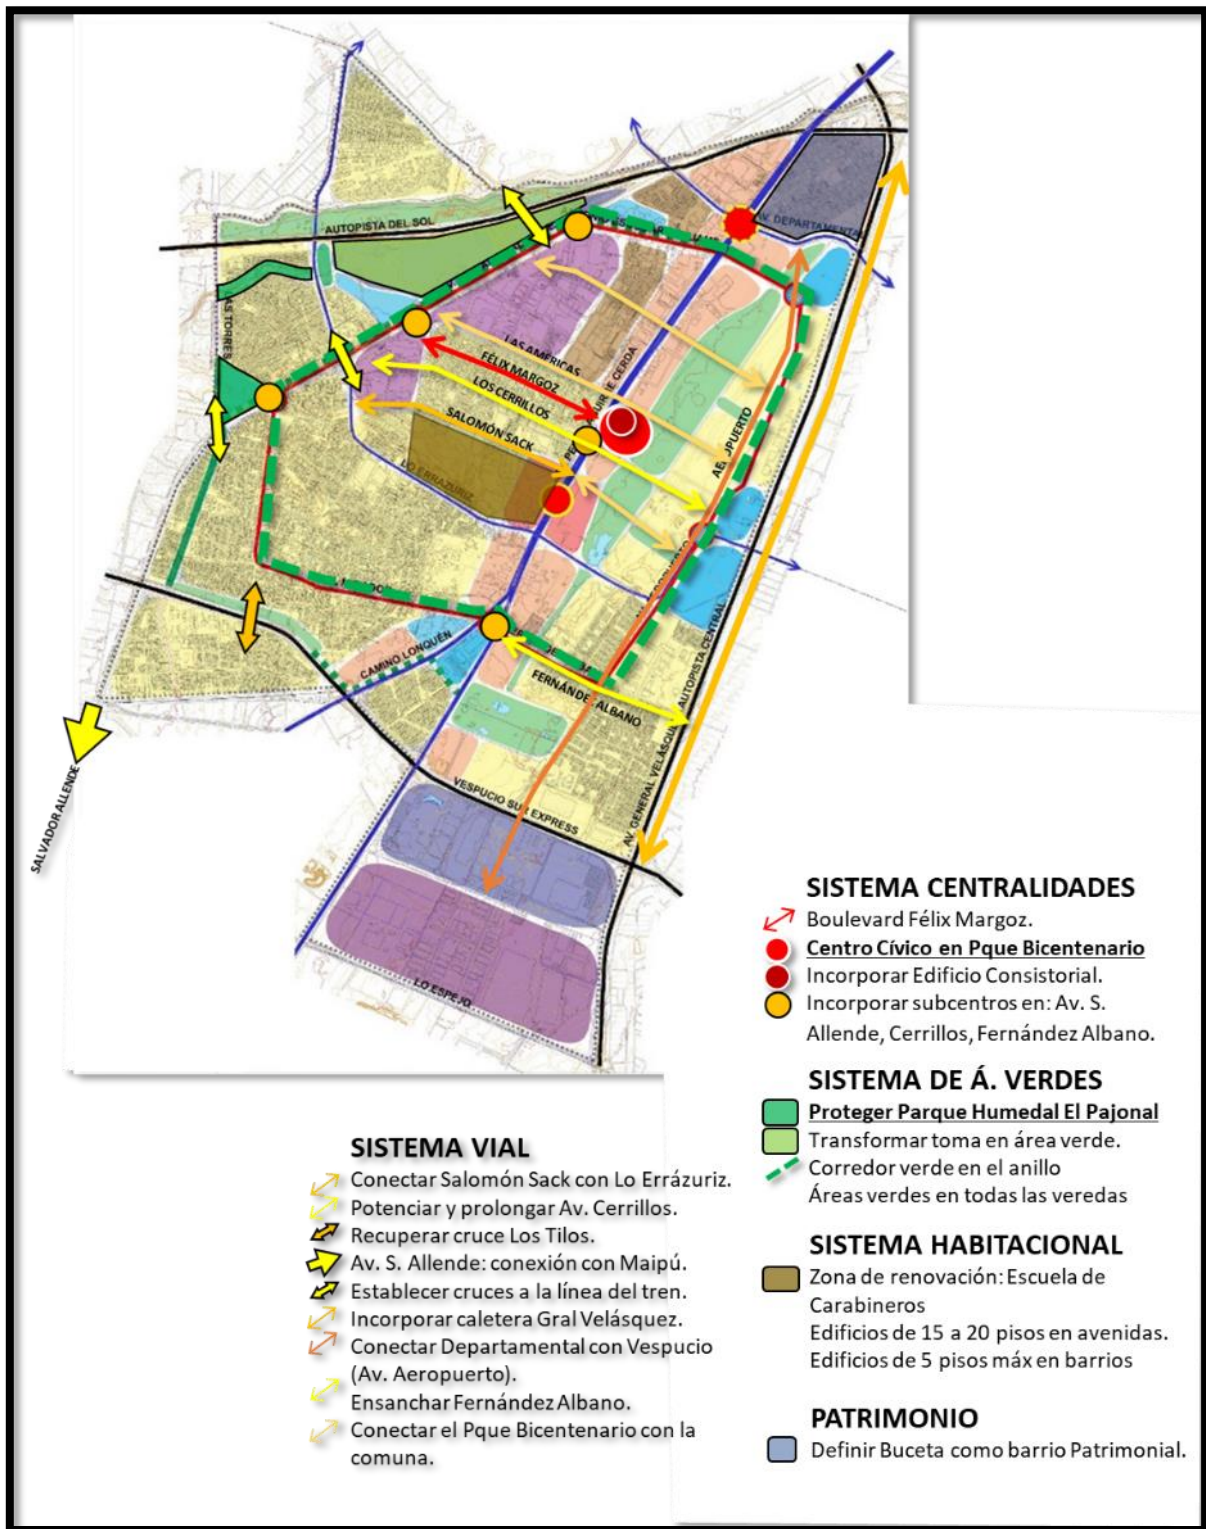 AUTOPISTA DEL SOL
AV. DEPARTAMENTA
LAS TORRES
LAS AMÉRICAS
FÉLIX MARGOZ
LOS CERRILLOS
SALOMÓN SACK
LO ERRAZURIZ
AEROPUERTO
CAMINO LONQUÉN
FERNÁNDEZ ALBANO
AUTOPISTA CENTRAL
AV. GENERAL VELÁSQUEZ
VESPUCIO SUR EXPRESS
SALVADOR ALLENDE
LO ESPEJO
SISTEMA CENTRALIDADES
Boulevard Félix Margoz.
Centro Cívico en Pque Bicentenario
Incorporar Edificio Consistorial.
Incorporar subcentros en: Av. S.
Allende, Cerrillos, Fernández Albano.
SISTEMA DE Á. VERDES
Proteger Parque Humedal El Pajonal
Transformar toma en área verde.
Corredor verde en el anillo
Áreas verdes en todas las veredas
SISTEMA VIAL
Conectar Salomón Sack con Lo Errázuriz.
Potenciar y prolongar Av. Cerrillos.
Recuperar cruce Los Tilos.
Av. S. Allende: conexión con Maipú.
Establecer cruces a la línea del tren.
Incorporar caletera Gral Velásquez.
Conectar Departamental con Vespucio
(Av. Aeropuerto).
Ensanchar Fernández Albano.
Conectar el Pque Bicentenario con la
comuna.
SISTEMA HABITACIONAL
Zona de renovación: Escuela de
Carabineros
Edificios de 15 a 20 pisos en avenidas.
Edificios de 5 pisos máx en barrios
PATRIMONIO
Definir Buceta como barrio Patrimonial.